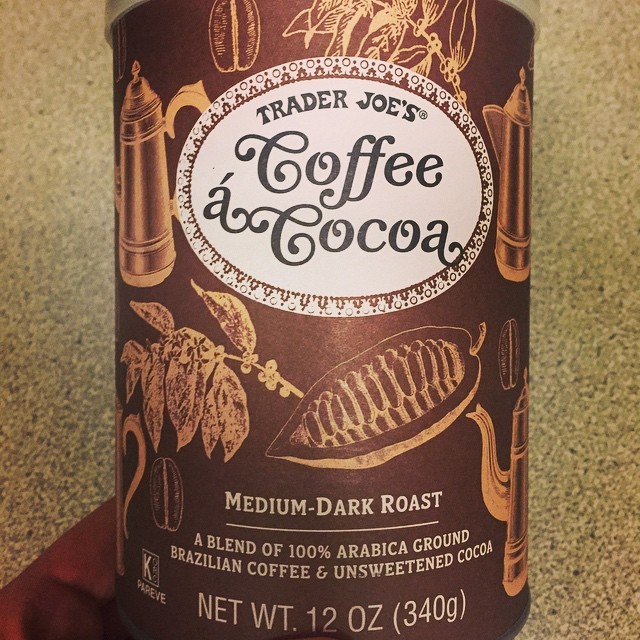 TRADER JOE'S®
Coffee
á Cocoa
MEDIUM-DARK ROAST
A BLEND OF 100% ARABICA GROUND
BRAZILIAN COFFEE & UNSWEETENED COCOA
K
PAREVE
NET WT. 12 OZ (340g)